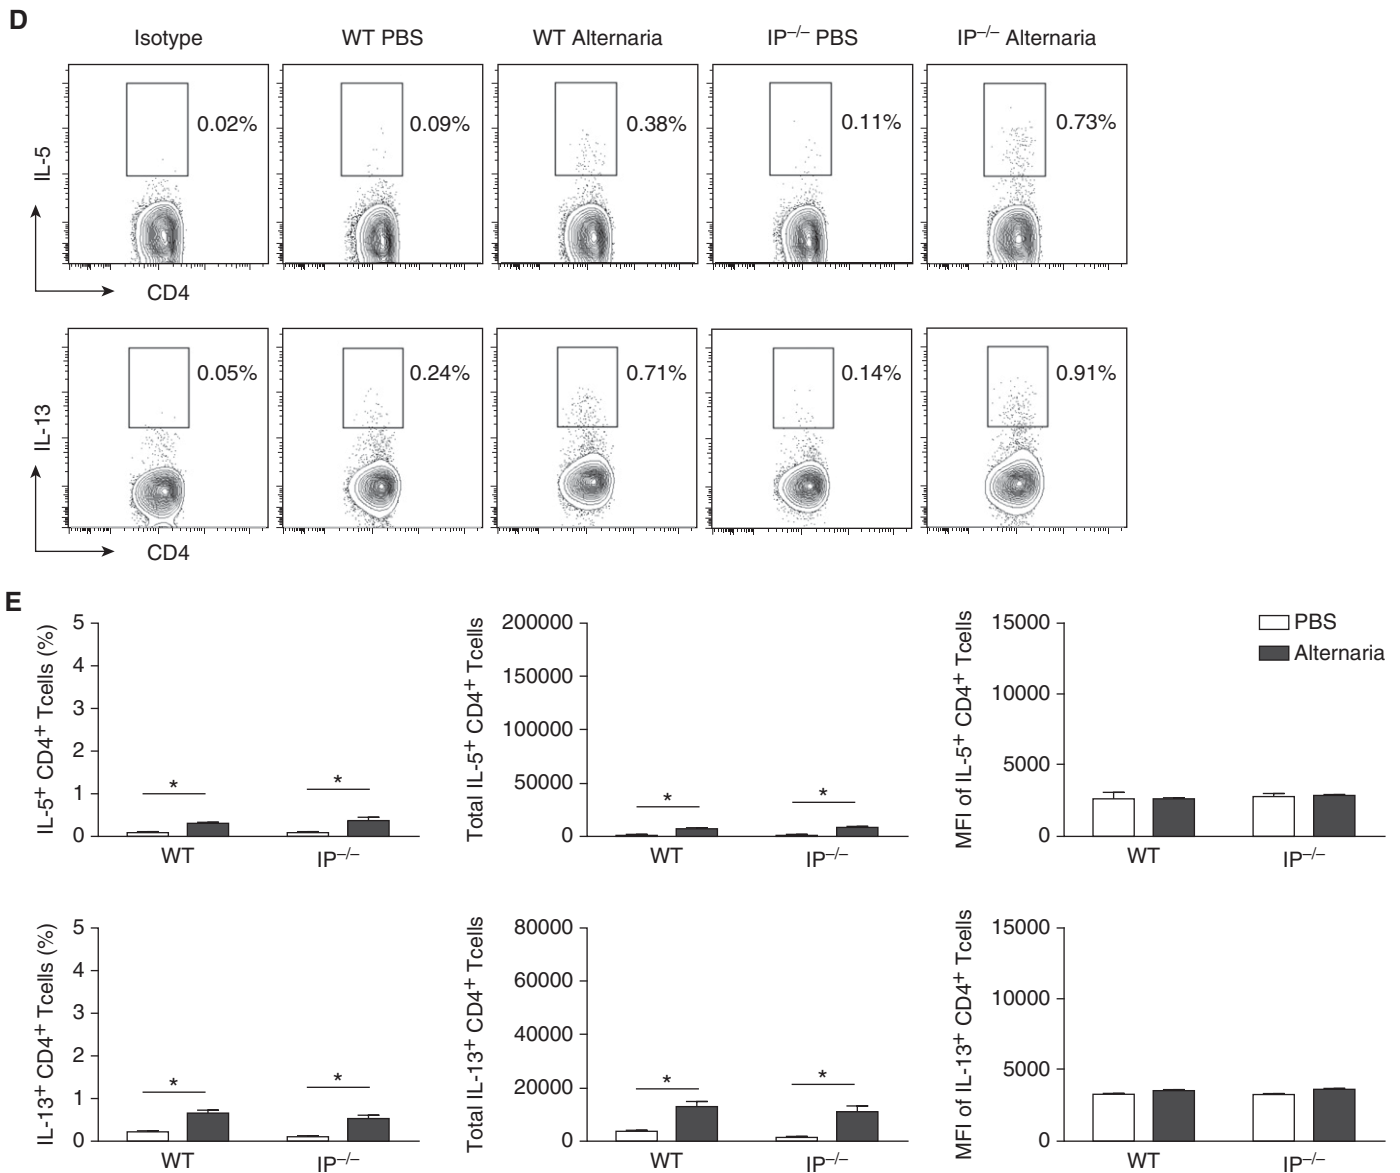 D
Isotype
WT PBS
WT Alternaria
IP–/– PBS
IP–/– Alternaria
IL-5
0.02%
0.09%
0.38%
0.11%
0.73%
CD4
IL-13
0.05%
0.24%
0.71%
0.14%
0.91%
CD4
E
IL-5+ CD4+ Tcells (%)
5
4
3
2
1
0
*
*
WT
IP–/–
Total IL-5+ CD4+ Tcells
200000
150000
100000
50000
0
*
*
WT
IP–/–
MFI of IL-5+ CD4+ Tcells
15000
10000
5000
0
WT
IP–/–
PBS
Alternaria
IL-13+ CD4+ Tcells (%)
5
4
3
2
1
0
*
*
WT
IP–/–
Total IL-13+ CD4+ Tcells
80000
60000
40000
20000
0
*
*
WT
IP–/–
MFI of IL-13+ CD4+ Tcells
15000
10000
5000
0
WT
IP–/–